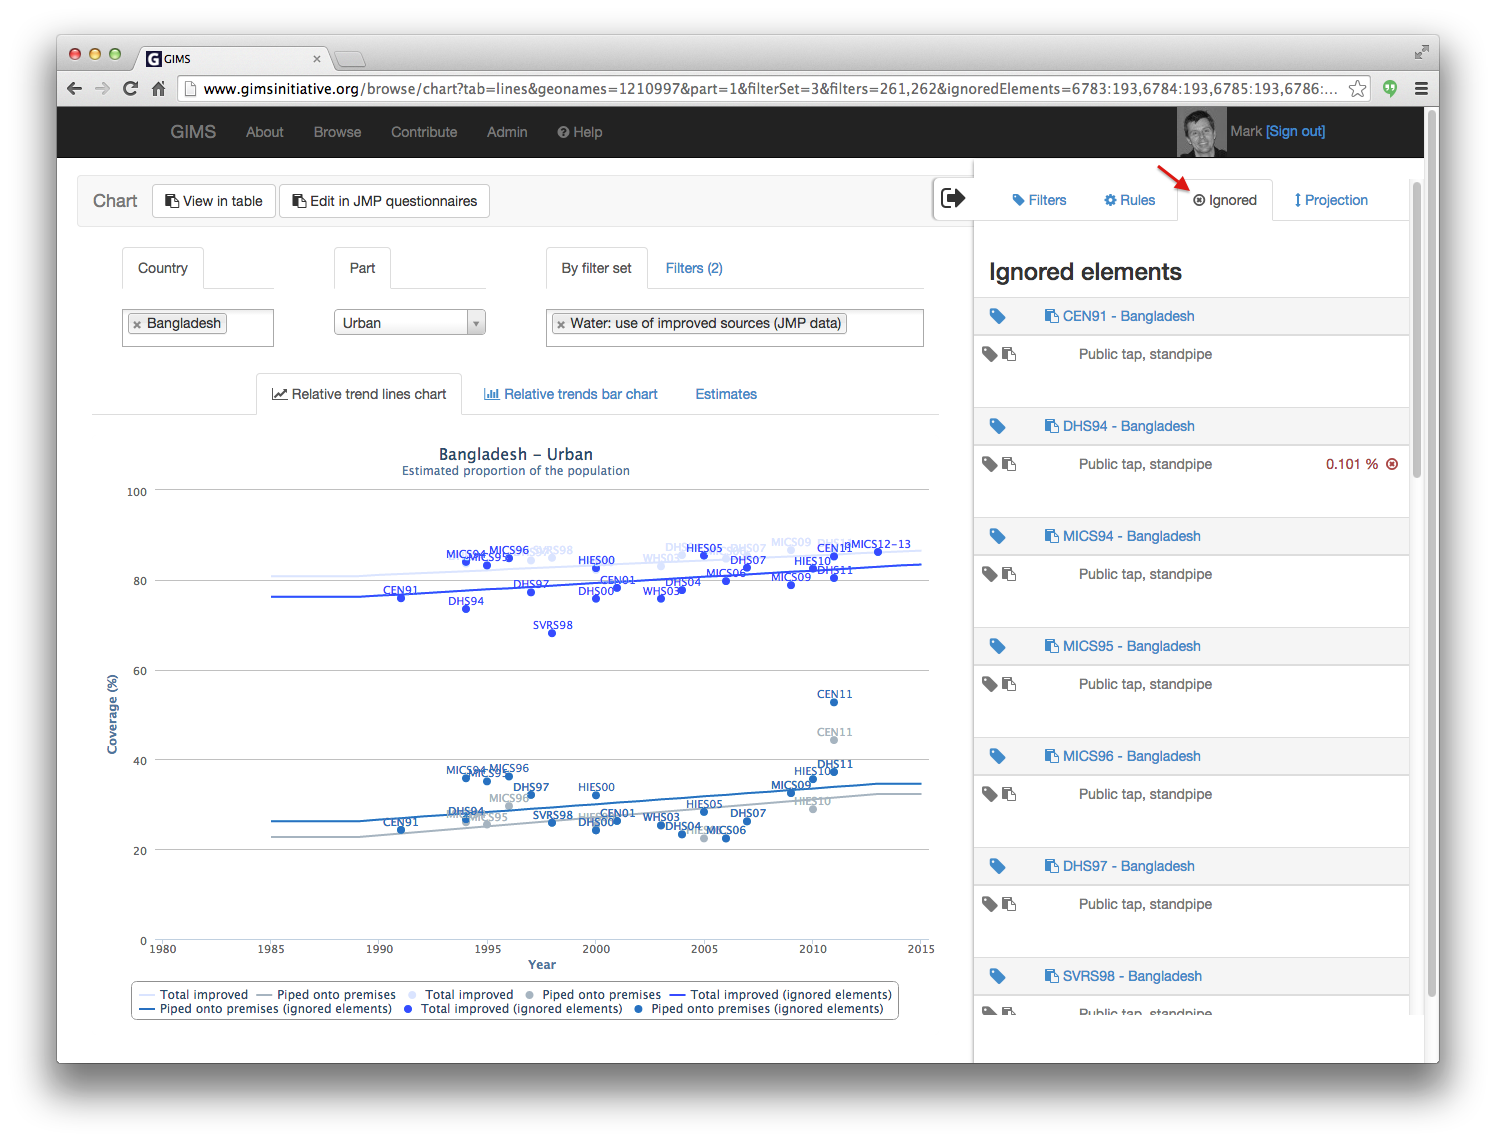 GIMS
www.gimsinitiative.org/browse/chart?tab=lines&geonames=1210997&part=1&filterSet=3&filters=261,262&ignoredElements=6783:193,6784:193,6785:193,6786:...
GIMS About Browse Contribute Admin Help Mark [Sign out]
Chart View in table Edit in JMP questionnaires
Filters Rules Ignored Projection
Country Part By filter set Filters (2)
Bangladesh Urban Water: use of improved sources (JMP data)
Relative trend lines chart Relative trends bar chart Estimates
Bangladesh – Urban
Estimated proportion of the population
Coverage (%)
100
80
60
40
20
0
MICS94 MICS95 MICS96 SVRS98 HIES00 WHS03 HIES05 DHS07 MICS09 CEN11 MICS12-13
CEN91 DHS94 DHS97 DHS00 CEN01 WHS03 DHS04 MICS06 DHS07 MICS09 HIES10 DHS11
SVRS98
CEN11
CEN11
MICS94 MICS95 MICS96 DHS97 HIES00 MICS09 HIES10 DHS11
MICS96 HIES05 HIES10
CEN91 DHS94 MICS95 SVRS98 DHS00 CEN01 WHS03 DHS04 MICS06 DHS07
1980 1985 1990 1995 2000 2005 2010 2015
Year
Total improved Piped onto premises Total improved Piped onto premises Total improved (ignored elements)
Piped onto premises (ignored elements) Total improved (ignored elements) Piped onto premises (ignored elements)
Ignored elements
CEN91 - Bangladesh
Public tap, standpipe
DHS94 - Bangladesh
Public tap, standpipe 0.101 %
MICS94 - Bangladesh
Public tap, standpipe
MICS95 - Bangladesh
Public tap, standpipe
MICS96 - Bangladesh
Public tap, standpipe
DHS97 - Bangladesh
Public tap, standpipe
SVRS98 - Bangladesh
Public tap, standpipe